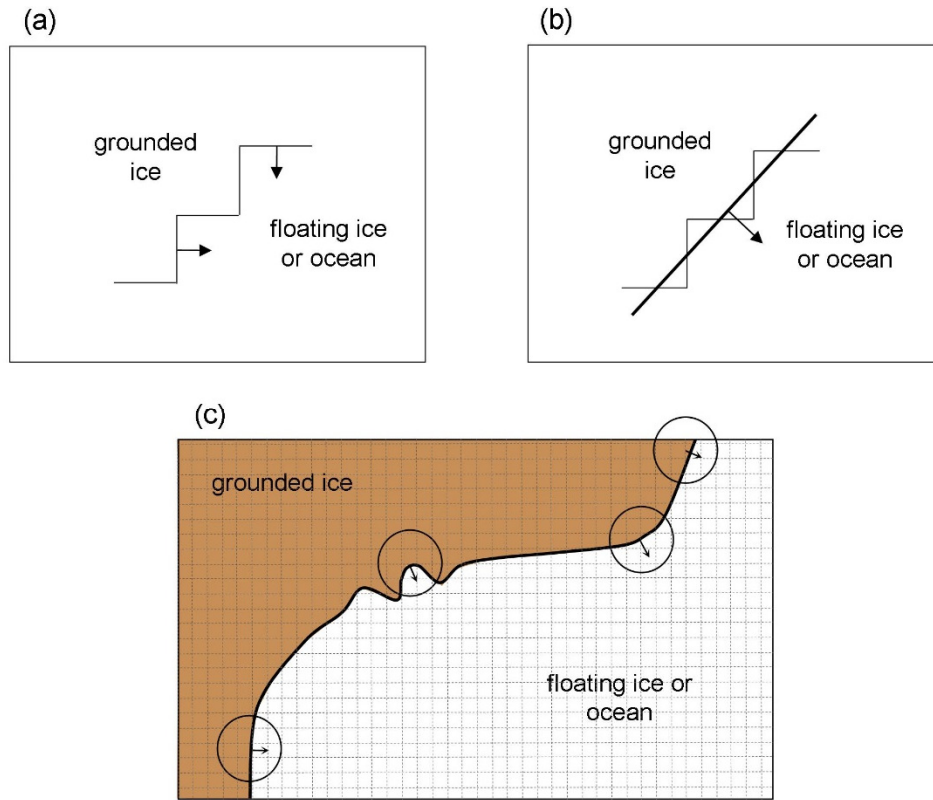 (a)
grounded
ice
floating ice
or ocean
(b)
grounded
ice
floating ice
or ocean
(c)
grounded ice
floating ice or
ocean